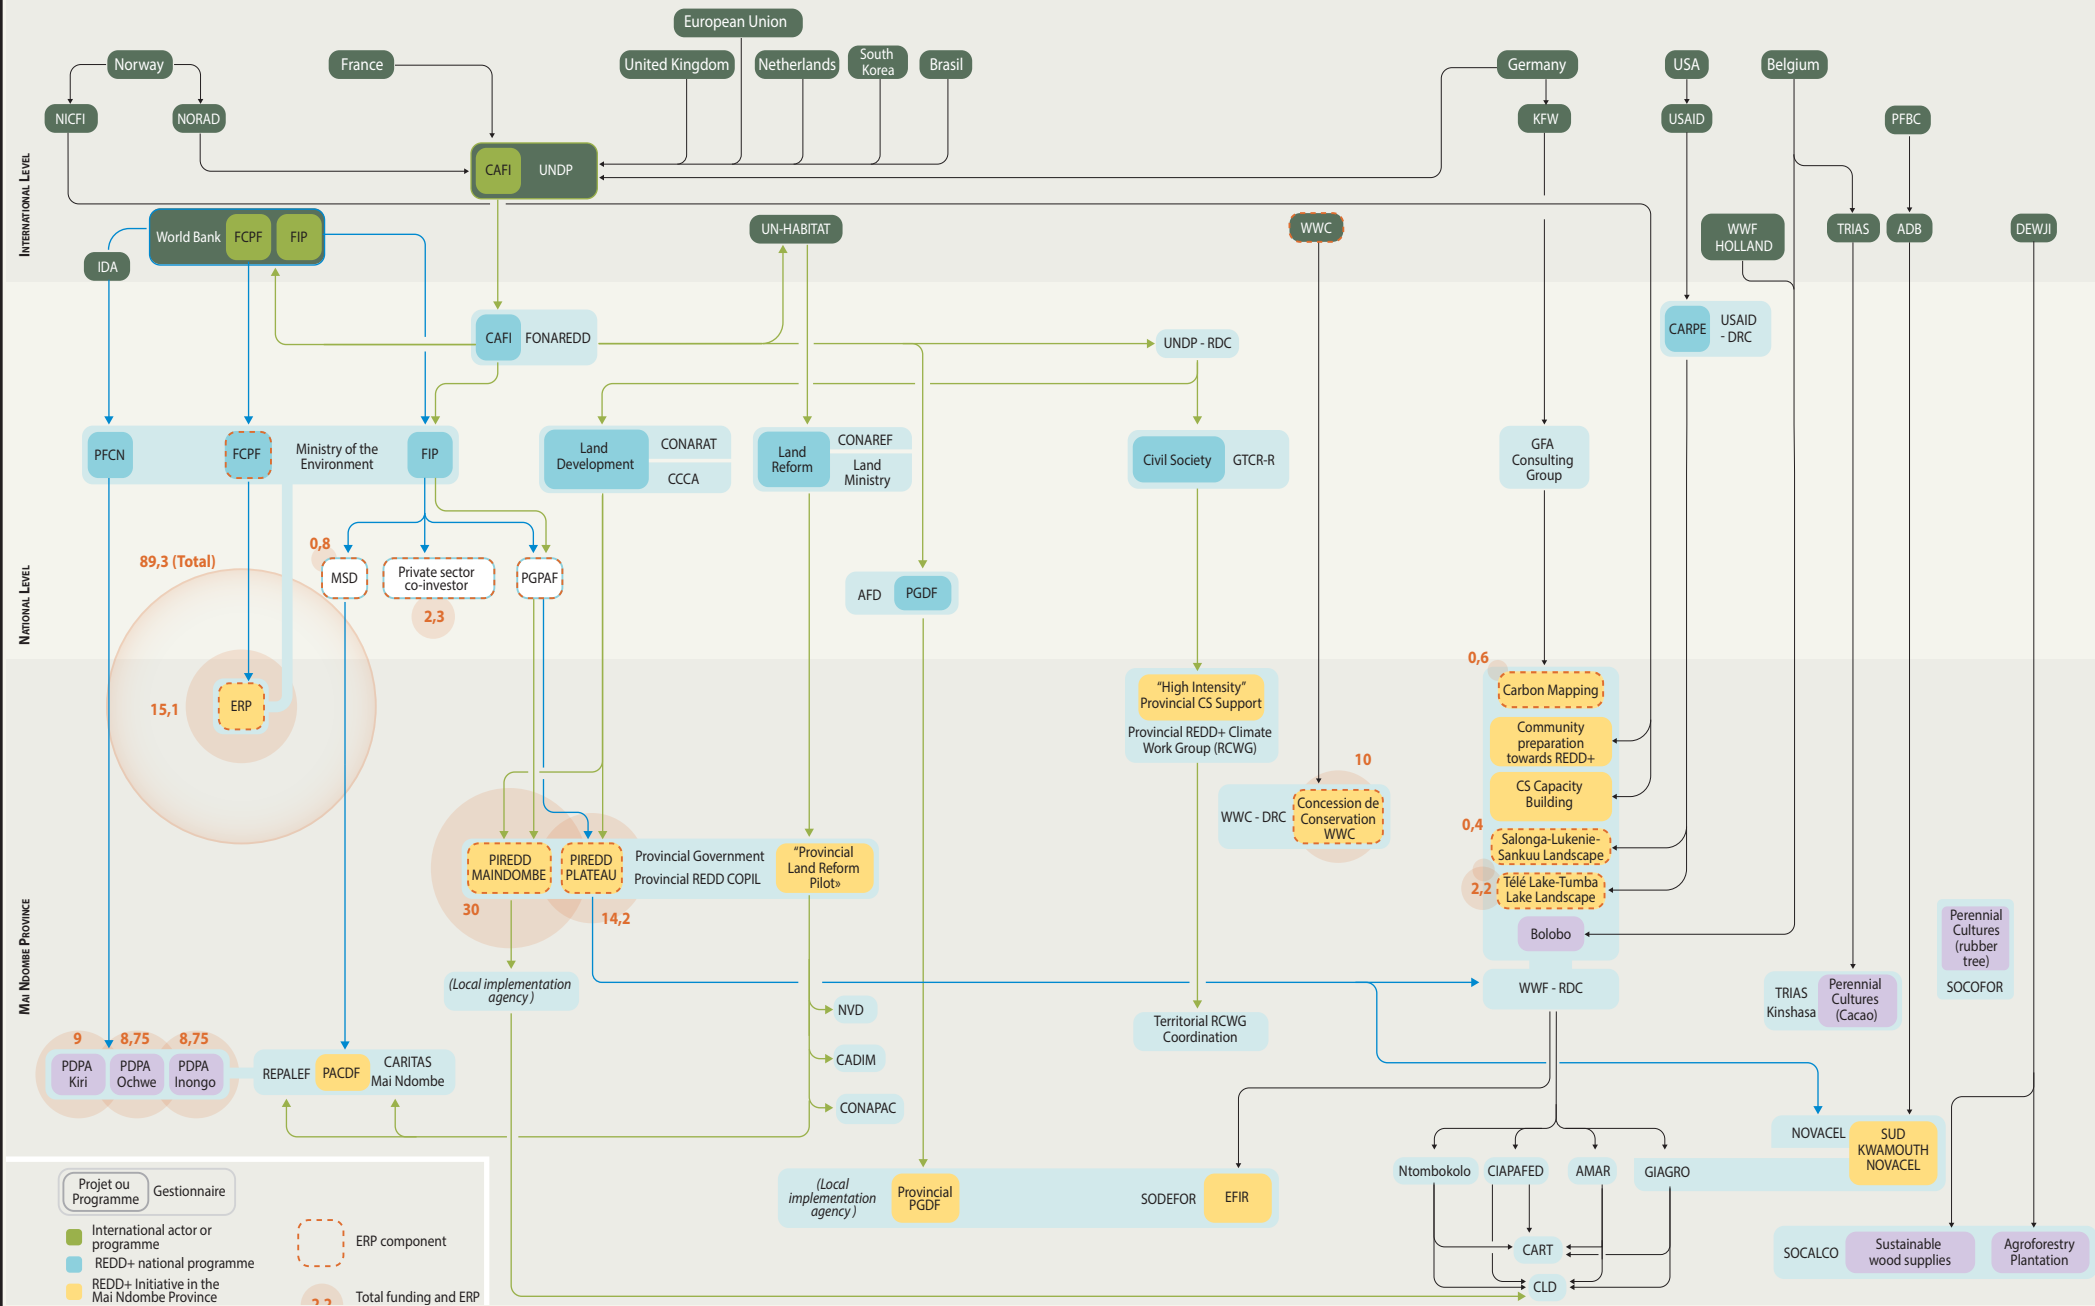 European Union
Norway
France
United Kingdom
Netherlands
South
Korea
Brasil
Germany
USA
Belgium
NICFI
NORAD
KFW
USAID
PFBC
CAFI
UNDP
INTERNATIONAL LEVEL
World Bank
FCPF
FIP
IDA
UN-HABITAT
WWC
WWF
HOLLAND
TRIAS
ADB
DEWJI
CAFI
FONAREDD
UNDP - RDC
CARPE
USAID
- DRC
PFCN
FCPF
Ministry of the
Environment
FIP
Land
Development
CONARAT
CCCA
Land
Reform
CONAREF
Land
Ministry
Civil Society
GTCR-R
GFA
Consulting
Group
NATIONAL LEVEL
89,3 (Total)
0,8
MSD
Private sector
co-investor
2,3
PGPAF
AFD
PGDF
15,1
ERP
"High Intensity"
Provincial CS Support
Provincial REDD+ Climate
Work Group (RCWG)
0,6
Carbon Mapping
Community
preparation
towards REDD+
CS Capacity
Building
0,4
Salonga-Lukenie-
Sankuu Landscape
2,2
Télé Lake-Tumba
Lake Landscape
Bolobo
WWF - RDC
10
WWC - DRC
Concession de
Conservation
WWC
PIREDD
MAINDOMBE
PIREDD
PLATEAU
Provincial Government
Provincial REDD COPIL
"Provincial
Land Reform
Pilot»
30
14,2
MAI NDOMBE PROVINCE
(Local implementation
agency )
NVD
CADIM
CONAPAC
Territorial RCWG
Coordination
TRIAS
Kinshasa
Perennial
Cultures
(Cacao)
Perennial
Cultures
(rubber
tree)
SOCOFOR
9
8,75
8,75
PDPA
Kiri
PDPA
Ochwe
PDPA
Inongo
REPALEF
PACDF
CARITAS
Mai Ndombe
NOVACEL
SUD
KWAMOUTH
NOVACEL
Ntombokolo
CIAPAFED
AMAR
GIAGRO
(Local
implementation
agency )
Provincial
PGDF
SODEFOR
EFIR
CART
CLD
SOCALCO
Sustainable
wood supplies
Agroforestry
Plantation
Projet ou
Programme
Gestionnaire
International actor or
programme
REDD+ national programme
REDD+ Initiative in the
Mai Ndombe Province
ERP component
2,2
Total funding and ERP